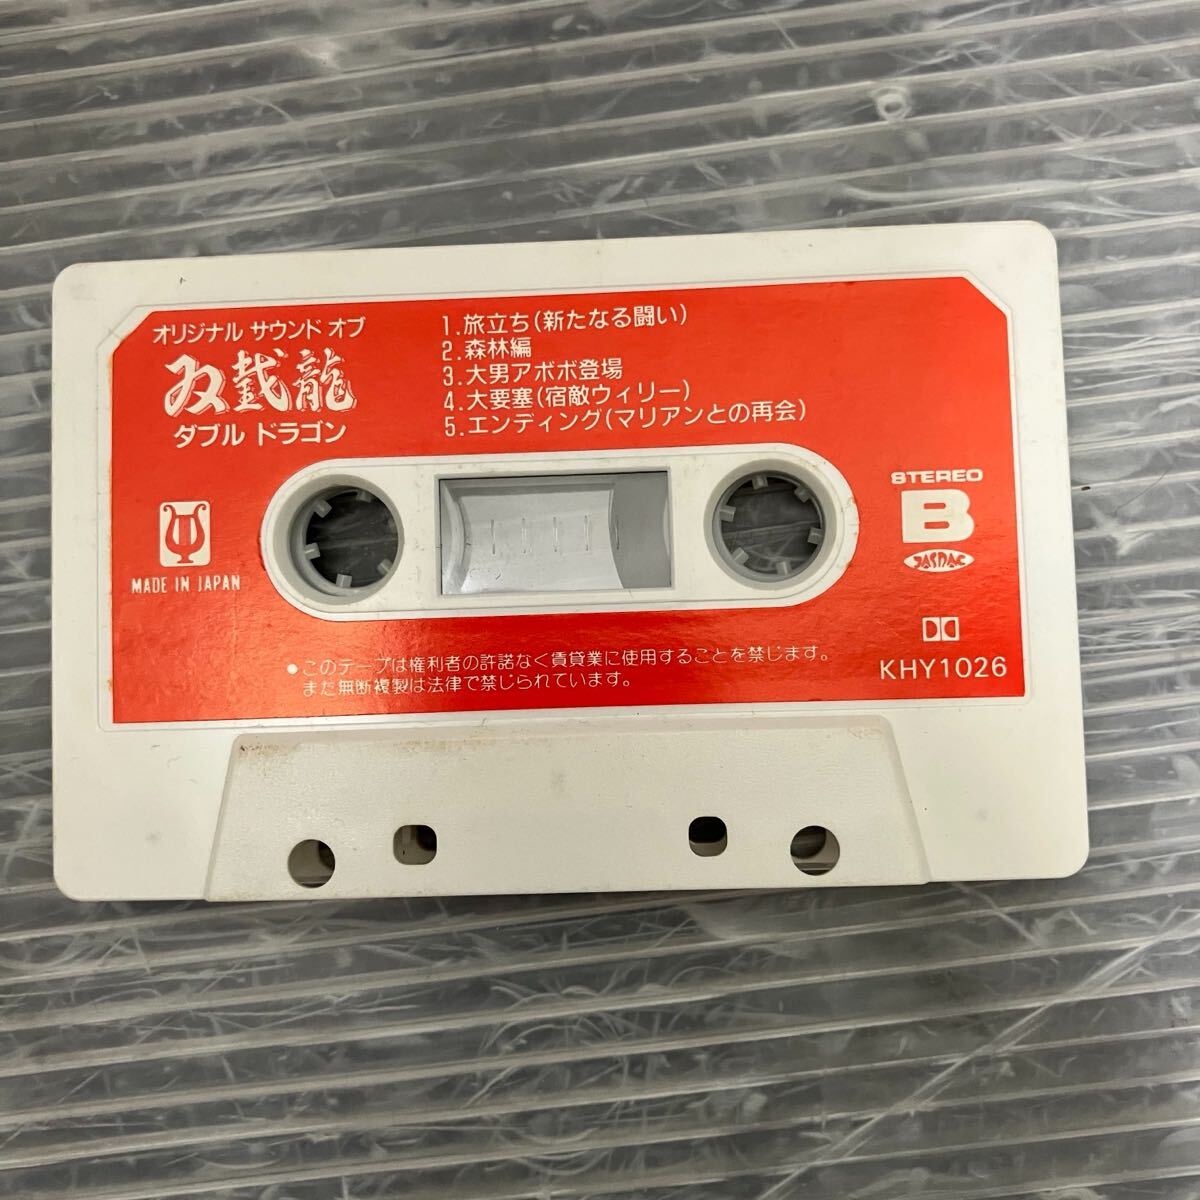 オリジナル サウンド オブ
双截龍
ダブル ドラゴン
1.旅立ち(新たなる闘い)
2.森林編
3.大男アボボ登場
4.大要塞(宿敵ウィリー)
5.エンディング(マリアンとの再会)
MADE IN JAPAN
STEREO
B
JASRAC
KHY1026
●このテープは権利者の許諾なく賃貸業に使用することを禁じます。
また無断複製は法律で禁じられています。